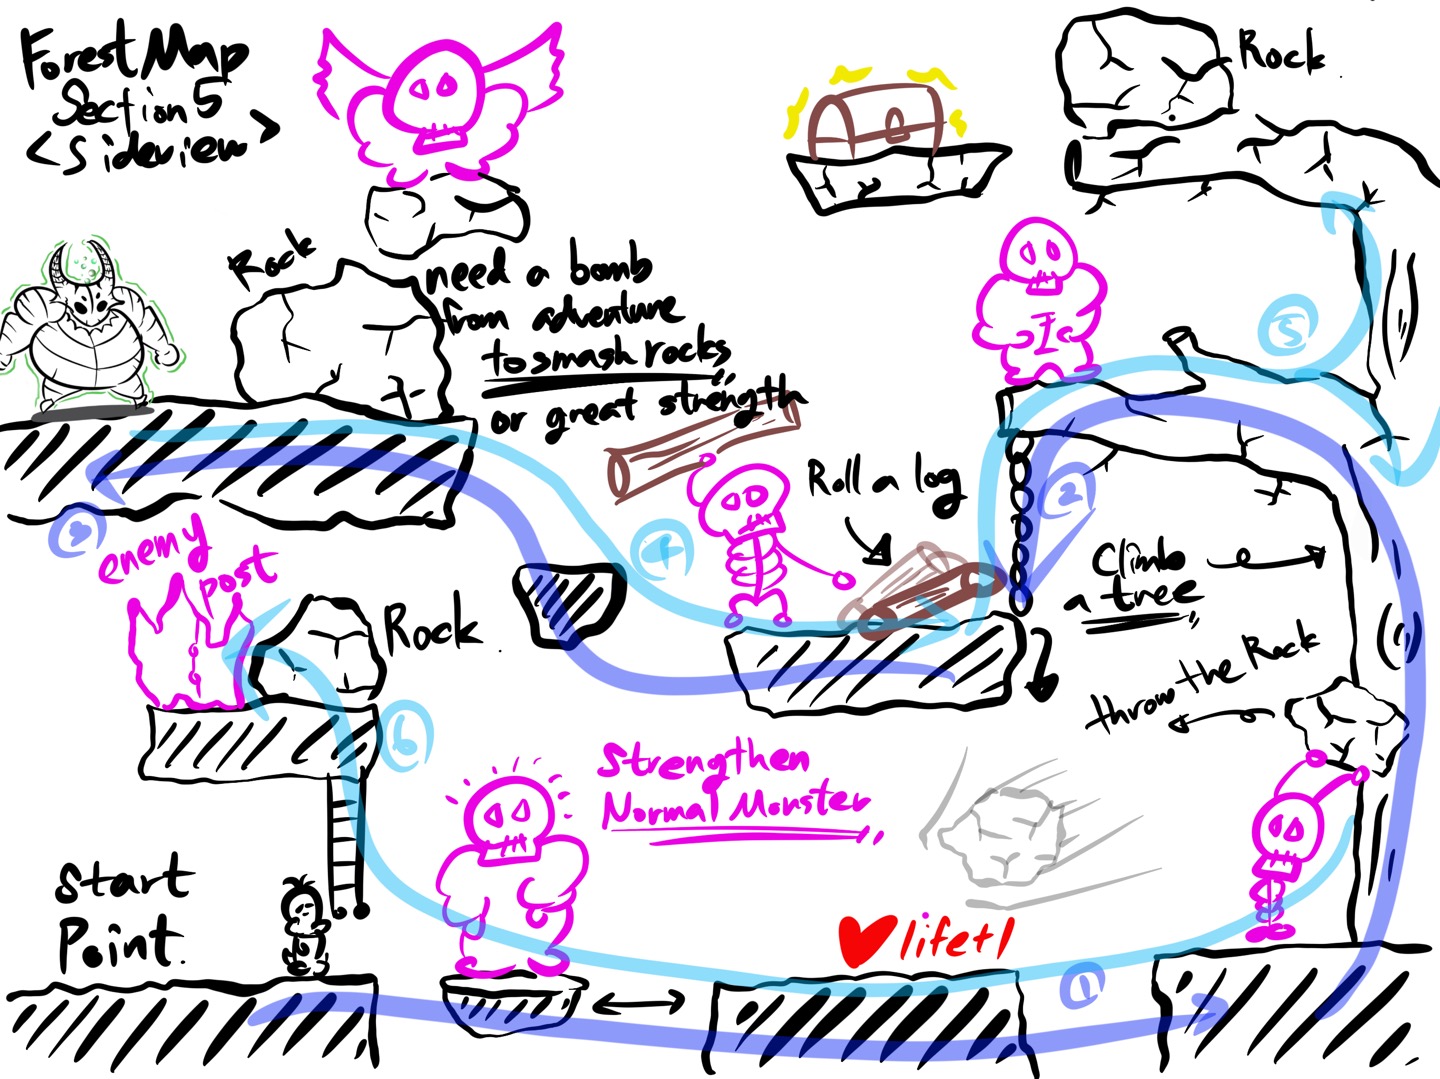 Forest Map
Section 5
<Sideview>
Rock
Rock
need a bomb
from adventure
to smash rocks
or great strength
Roll a log
enemy
post
Rock
Climb
a tree
throw the Rock
Strengthen
Normal Monster
Start
Point.
life+1
1
2
3
4
5
6